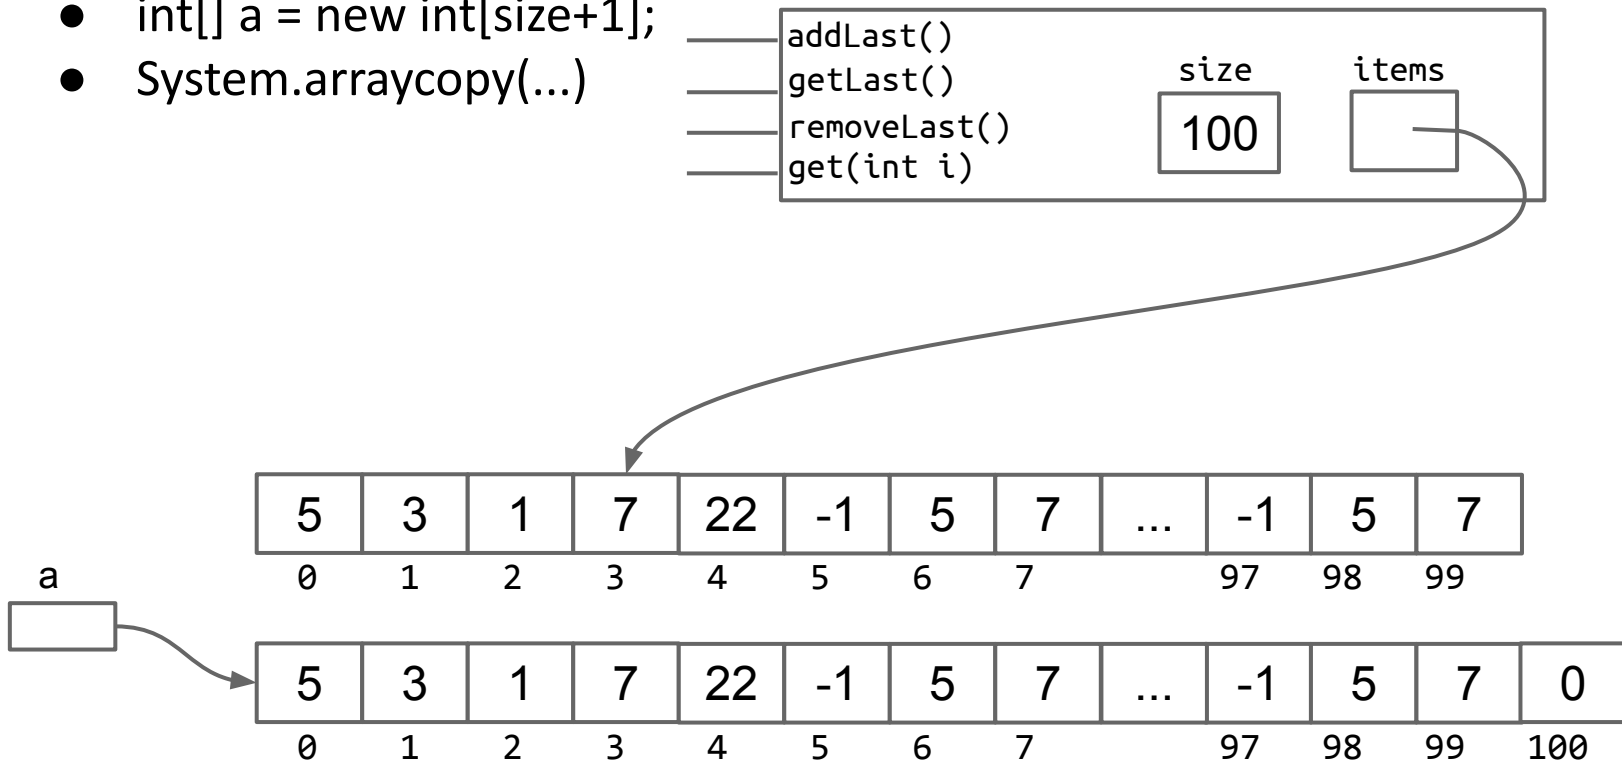 ● int[] a = new int[size+1];
● System.arraycopy(...)
addLast()
getLast()
removeLast()
get(int i)
size items
100
5 3 1 7 22 -1 5 7 ... -1 5 7
0 1 2 3 4 5 6 7 97 98 99
a
5 3 1 7 22 -1 5 7 ... -1 5 7 0
0 1 2 3 4 5 6 7 97 98 99 100